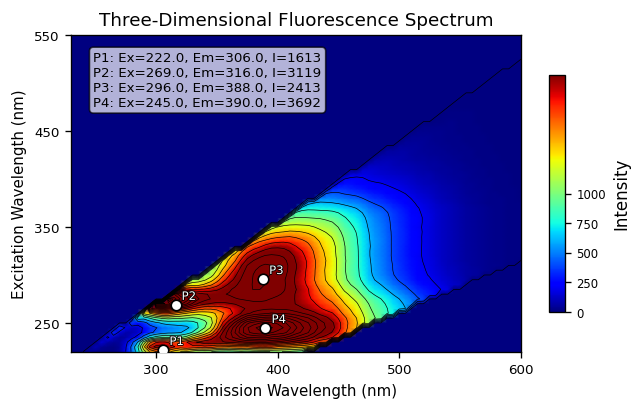 Three-Dimensional Fluorescence Spectrum
P1: Ex=222.0, Em=306.0, I=1613
P2: Ex=269.0, Em=316.0, I=3119
P3: Ex=296.0, Em=388.0, I=2413
P4: Ex=245.0, Em=390.0, I=3692
550
450
350
250
Excitation Wavelength (nm)
P3
P2
P4
P1
300
400
500
600
Emission Wavelength (nm)
1000
750
500
250
0
Intensity